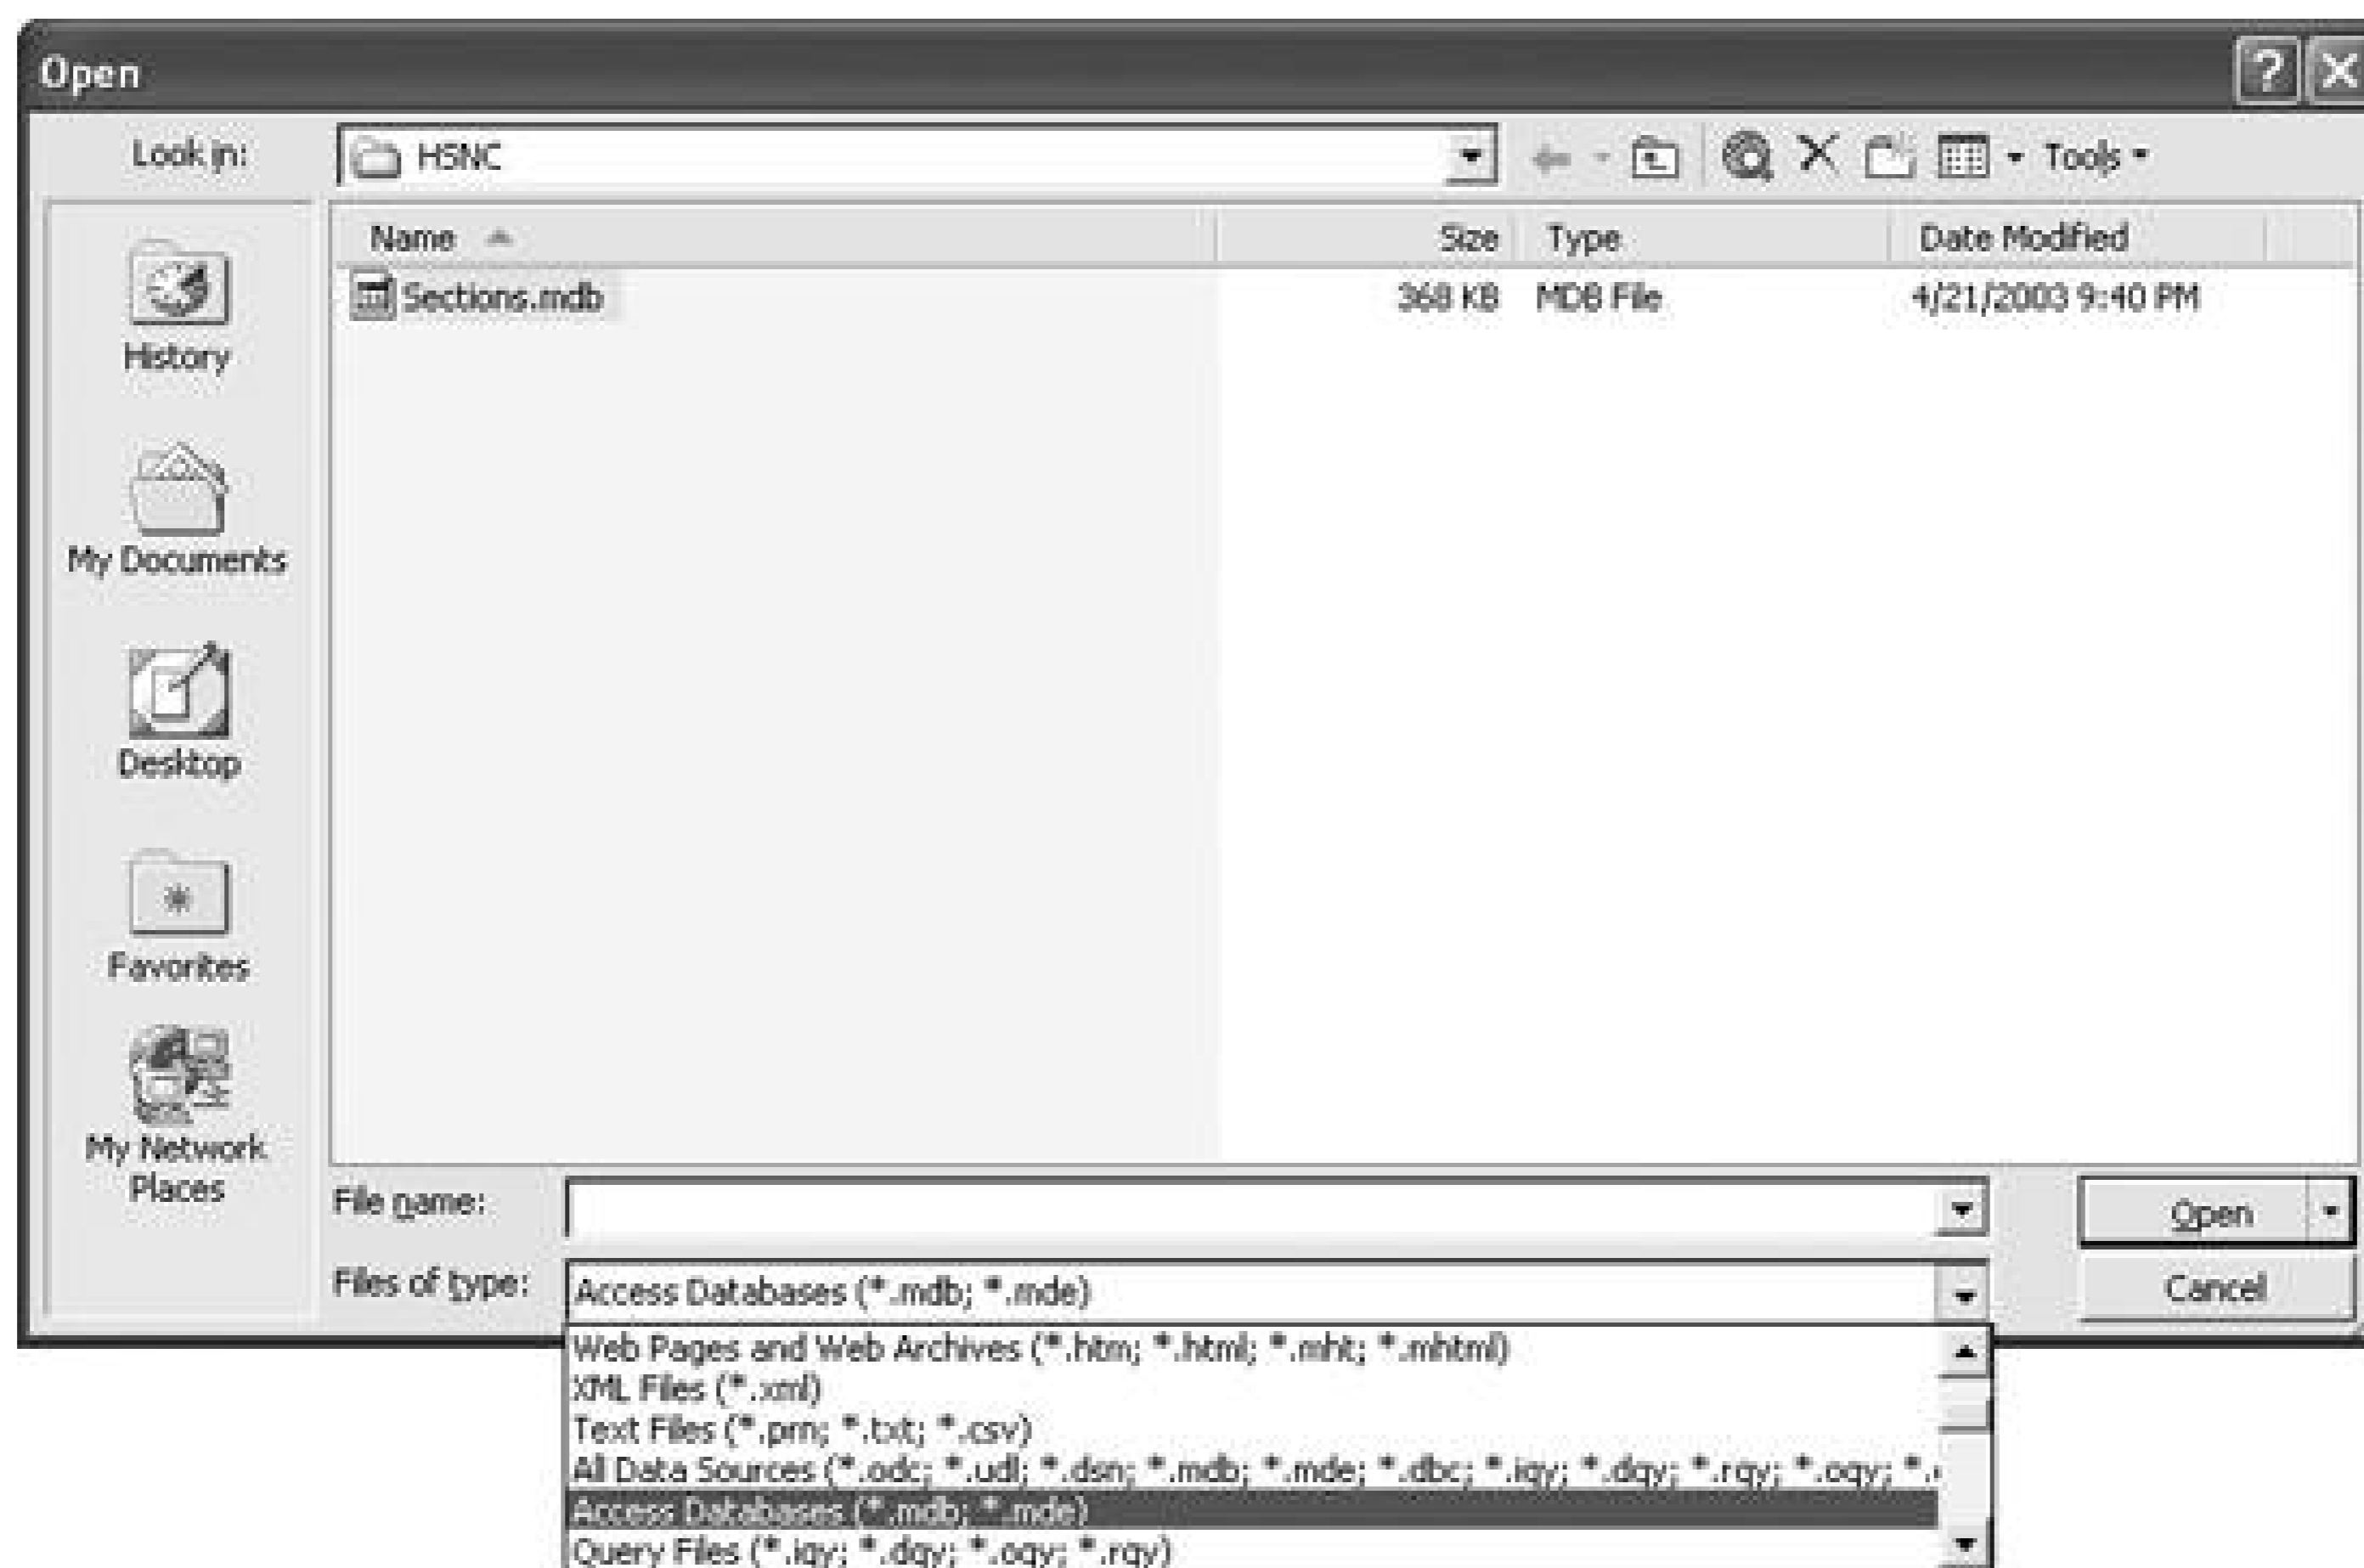 Open
Look in: HSNC Tools
Name Size Type Date Modified
Sections.mdb 368 KB MDB File 4/21/2003 9:40 PM
History
My Documents
Desktop
Favorites
My Network
Places
File name: Open
Files of type: Access Databases (*.mdb; *.mde) Cancel
Web Pages and Web Archives (*.htm; *.html; *.mht; *.mhtml)
XML Files (*.xml)
Text Files (*.prn; *.txt; *.csv)
All Data Sources (*.odc; *.udl; *.dsn; *.mdb; *.mde; *.dbc; *.iqy; *.dqy; *.rqy; *.oqy; *.
Access Databases (*.mdb; *.mde)
Query Files (*.iqy; *.dqy; *.oqy; *.rqy)